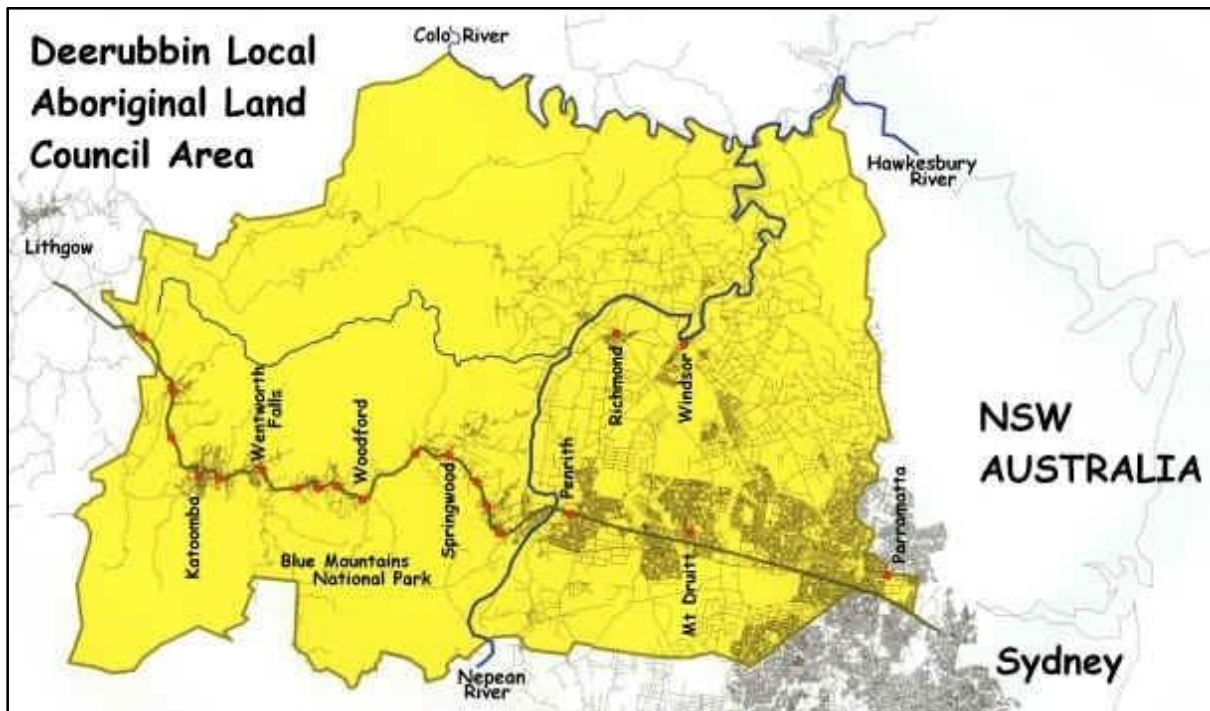 Deerubbin Local
Aboriginal Land
Council Area
Colo River
Hawkesbury
River
Lithgow
Richmond
Windsor
Wentworth
Falls
Woodford
NSW
AUSTRALIA
Katoomba
Springwood
Penrith
Parramatta
Blue Mountains
National Park
Mt Druitt
Sydney
Nepean
River